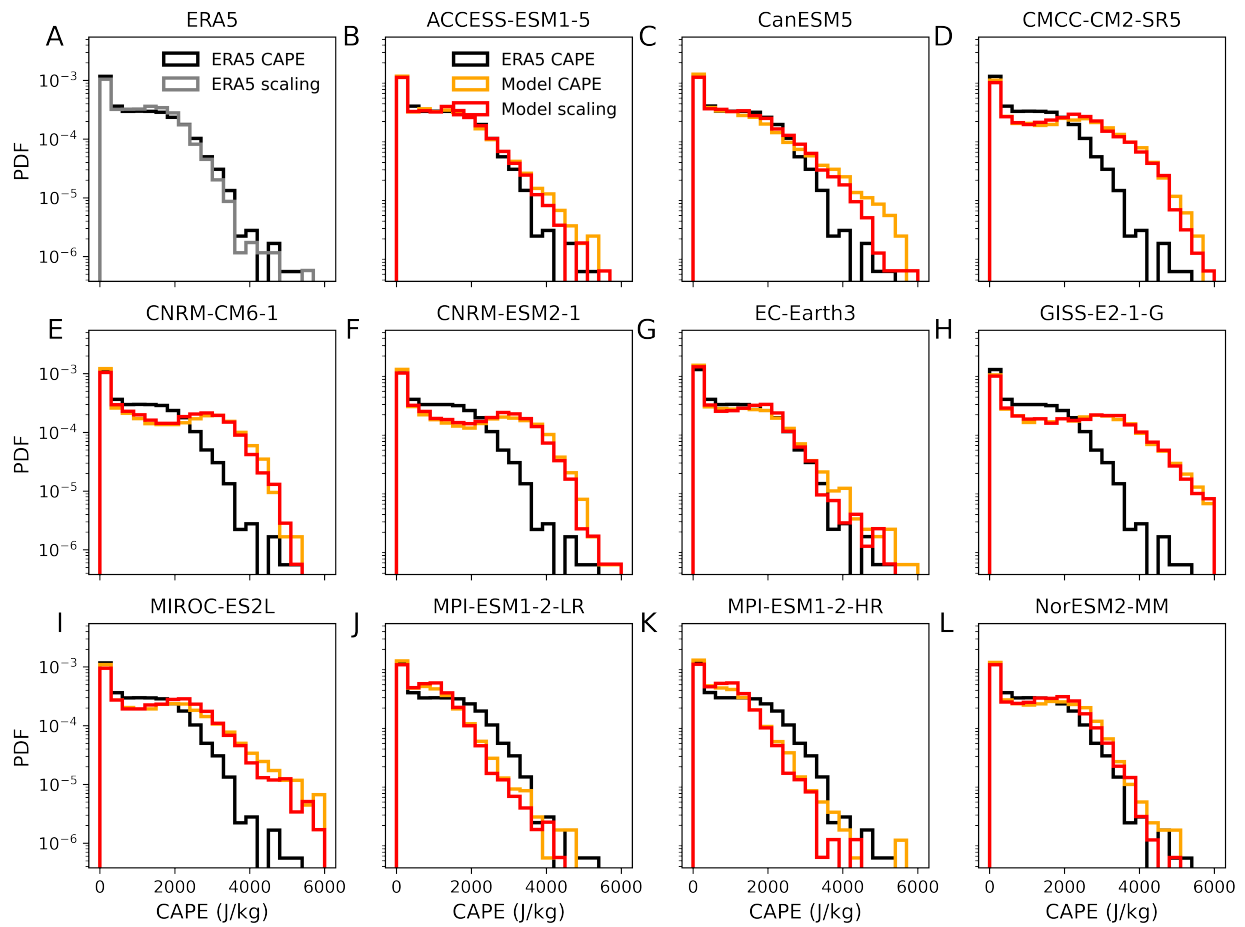 ERA5
ACCESS-ESM1-5
CanESM5
CMCC-CM2-SR5
A
B
C
D
ERA5 CAPE
ERA5 scaling
ERA5 CAPE
Model CAPE
Model scaling
PDF
10⁻³
10⁻⁴
10⁻⁵
10⁻⁶
CNRM-CM6-1
CNRM-ESM2-1
EC-Earth3
GISS-E2-1-G
E
F
G
H
PDF
10⁻³
10⁻⁴
10⁻⁵
10⁻⁶
MIROC-ES2L
MPI-ESM1-2-LR
MPI-ESM1-2-HR
NorESM2-MM
I
J
K
L
PDF
10⁻³
10⁻⁴
10⁻⁵
10⁻⁶
0 2000 4000 6000
0 2000 4000 6000
0 2000 4000 6000
0 2000 4000 6000
CAPE (J/kg)
CAPE (J/kg)
CAPE (J/kg)
CAPE (J/kg)